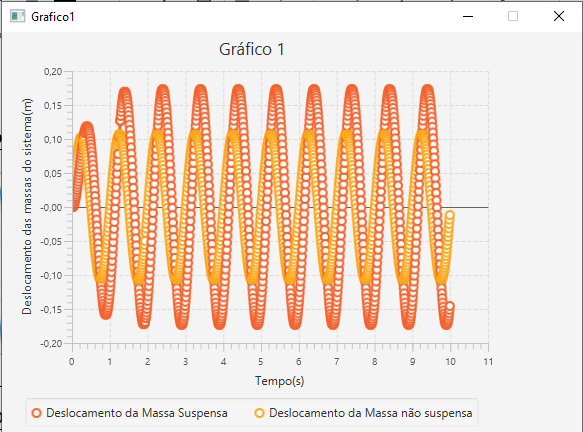 Grafico1
Gráfico 1
Deslocamento das massas do sistema(m)
0,20
0,15
0,10
0,05
-0,00
-0,05
-0,10
-0,15
-0,20
0 1 2 3 4 5 6 7 8 9 10 11
Tempo(s)
Deslocamento da Massa Suspensa Deslocamento da Massa não suspensa